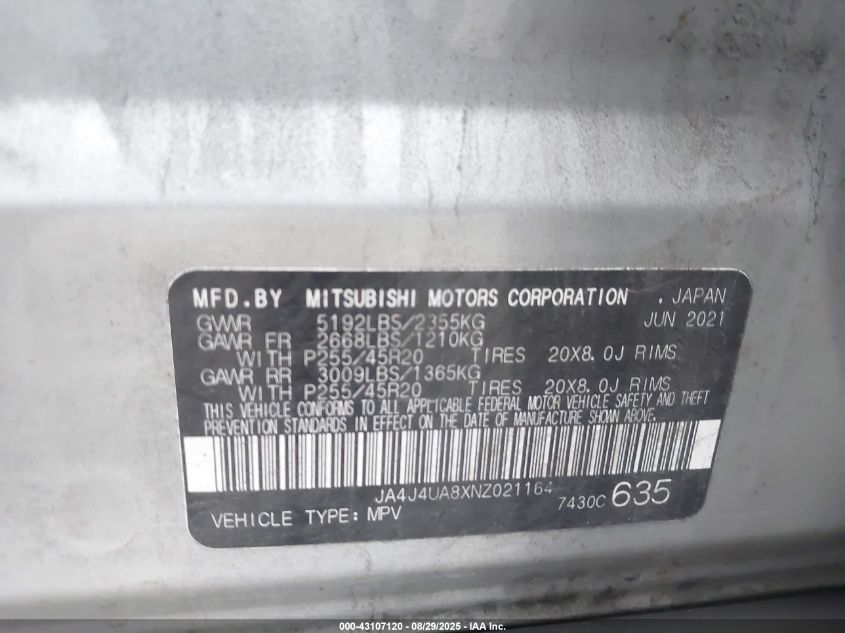 MFD.BY MITSUBISHI MOTORS CORPORATION . JAPAN
GVWR 5192LBS/2355KG JUN 2021
GAWR FR 2668LBS/1210KG
WITH P255/45R20 TIRES 20X8.0J RIMS
GAWR RR 3009LBS/1365KG
WITH P255/45R20 TIRES 20X8.0J RIMS
THIS VEHICLE CONFORMS TO ALL APPLICABLE FEDERAL MOTOR VEHICLE SAFETY AND THEFT
PREVENTION STANDARDS IN EFFECT ON THE DATE OF MANUFACTURE SHOWN ABOVE.
JA4J4UA8XNZ021164
7430C 635
VEHICLE TYPE: MPV
000-43107120 - 08/29/2025 - IAA Inc.